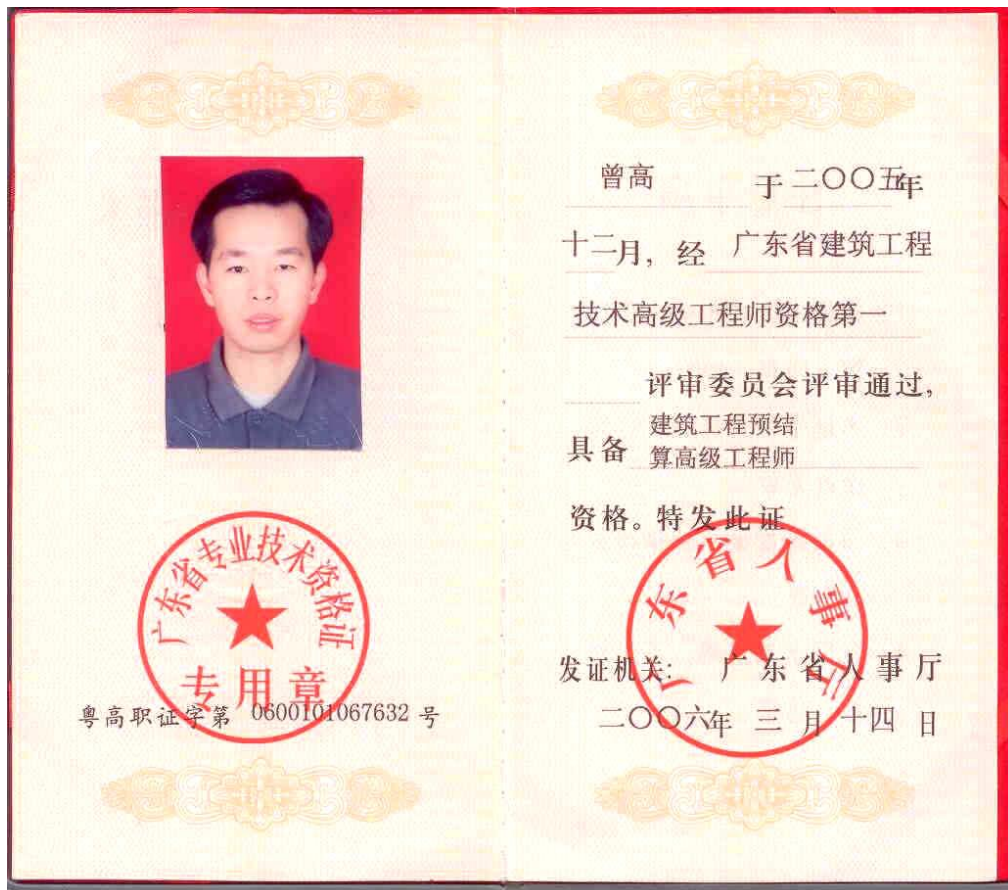 广东省专业技术资格证
专用章
粤高职证字第 0600101067632 号
曾高 于二〇〇五年
十二月，经 广东省建筑工程
技术高级工程师资格第一
评审委员会评审通过，
具备 建筑工程预结
算高级工程师
资格。特发此证
广东省人事厅
发证机关： 广东省人事厅
二〇〇六年 三 月 十四 日